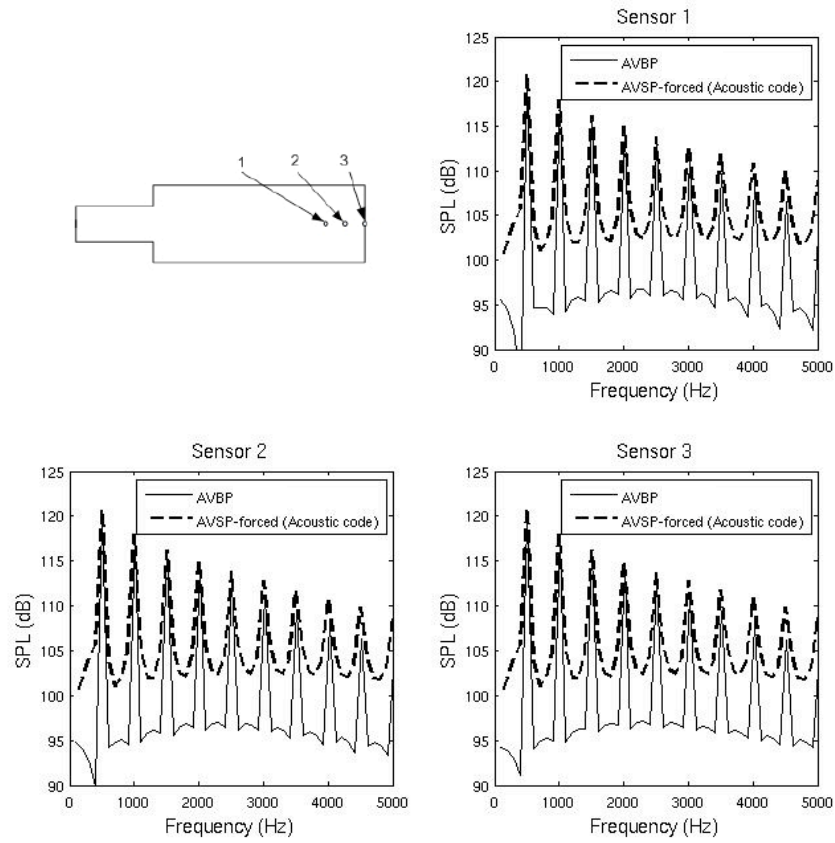 1 2 3
Sensor 1
AVBP
AVSP-forced (Acoustic code)
125
120
115
110
105
100
95
90
SPL (dB)
0 1000 2000 3000 4000 5000
Frequency (Hz)
Sensor 2
AVBP
AVSP-forced (Acoustic code)
125
120
115
110
105
100
95
90
SPL (dB)
0 1000 2000 3000 4000 5000
Frequency (Hz)
Sensor 3
AVBP
AVSP-forced (Acoustic code)
125
120
115
110
105
100
95
90
SPL (dB)
0 1000 2000 3000 4000 5000
Frequency (Hz)